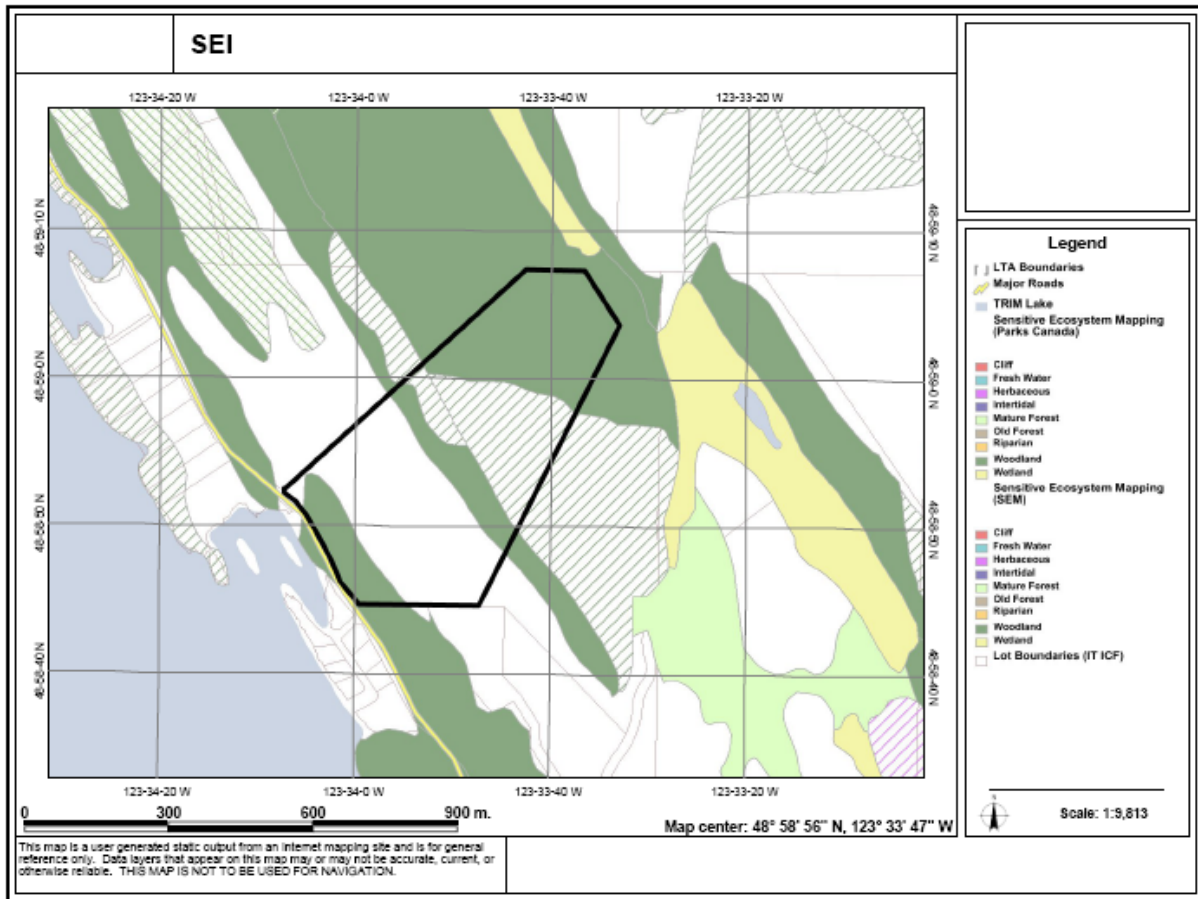 SEI
123-34-20 W 123-34-0 W 123-33-40 W 123-33-20 W
48-59-10 N 48-59-10 N
48-59-0 N 48-59-0 N
48-58-50 N 48-58-50 N
48-58-40 N 48-58-40 N
123-34-20 W 123-34-0 W 123-33-40 W 123-33-20 W
0 300 600 900 m.
Map center: 48° 58' 56" N, 123° 33' 47" W
This map is a user generated static output from an Internet mapping site and is for general
reference only. Data layers that appear on this map may or may not be accurate, current, or
otherwise reliable. THIS MAP IS NOT TO BE USED FOR NAVIGATION.
Legend
LTA Boundaries
Major Roads
TRIM Lake
Sensitive Ecosystem Mapping
(Parks Canada)
Cliff
Fresh Water
Herbaceous
Intertidal
Mature Forest
Old Forest
Riparian
Woodland
Wetland
Sensitive Ecosystem Mapping
(SEM)
Cliff
Fresh Water
Herbaceous
Intertidal
Mature Forest
Old Forest
Riparian
Woodland
Wetland
Lot Boundaries (IT ICF)
Scale: 1:9,813